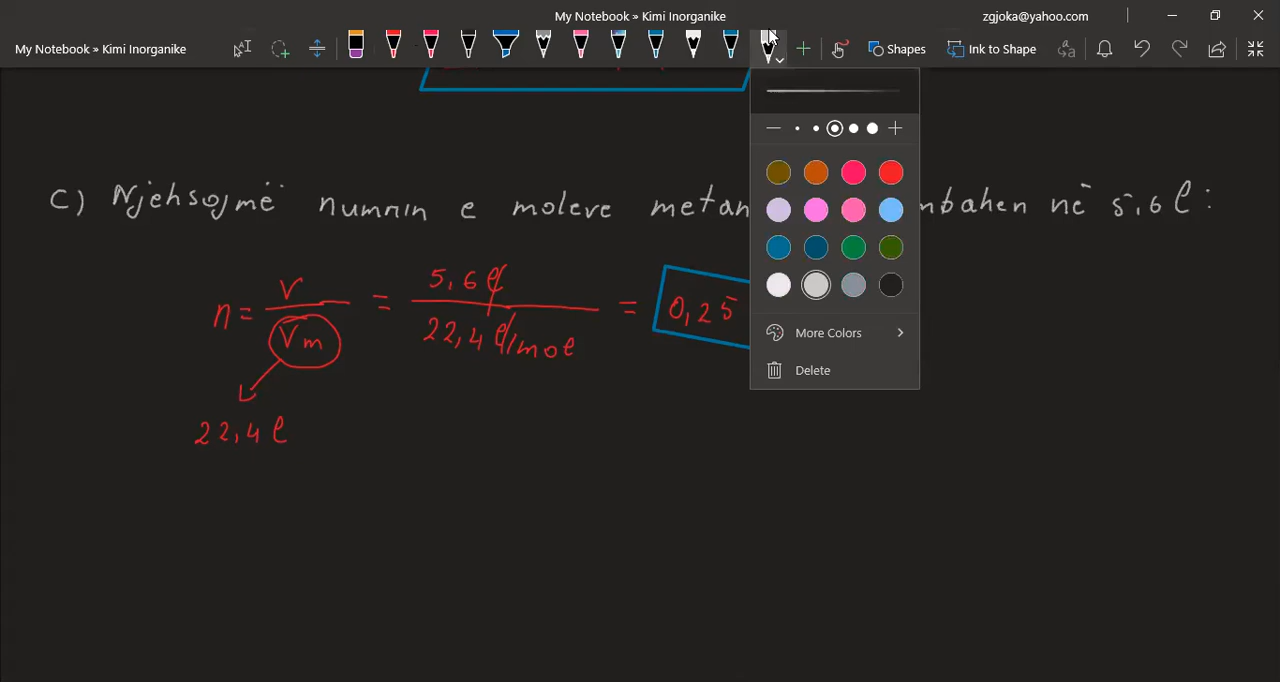 My Notebook » Kimi Inorganike
zgjoka@yahoo.com
My Notebook » Kimi Inorganike
Shapes
Ink to Shape
More Colors
Delete
C) Njehsojmë numrin e moleve metan mbahen në 5,6 l :
n = V / Vm = 5,6 l / 22,4 l/mol = 0,25
22,4 l